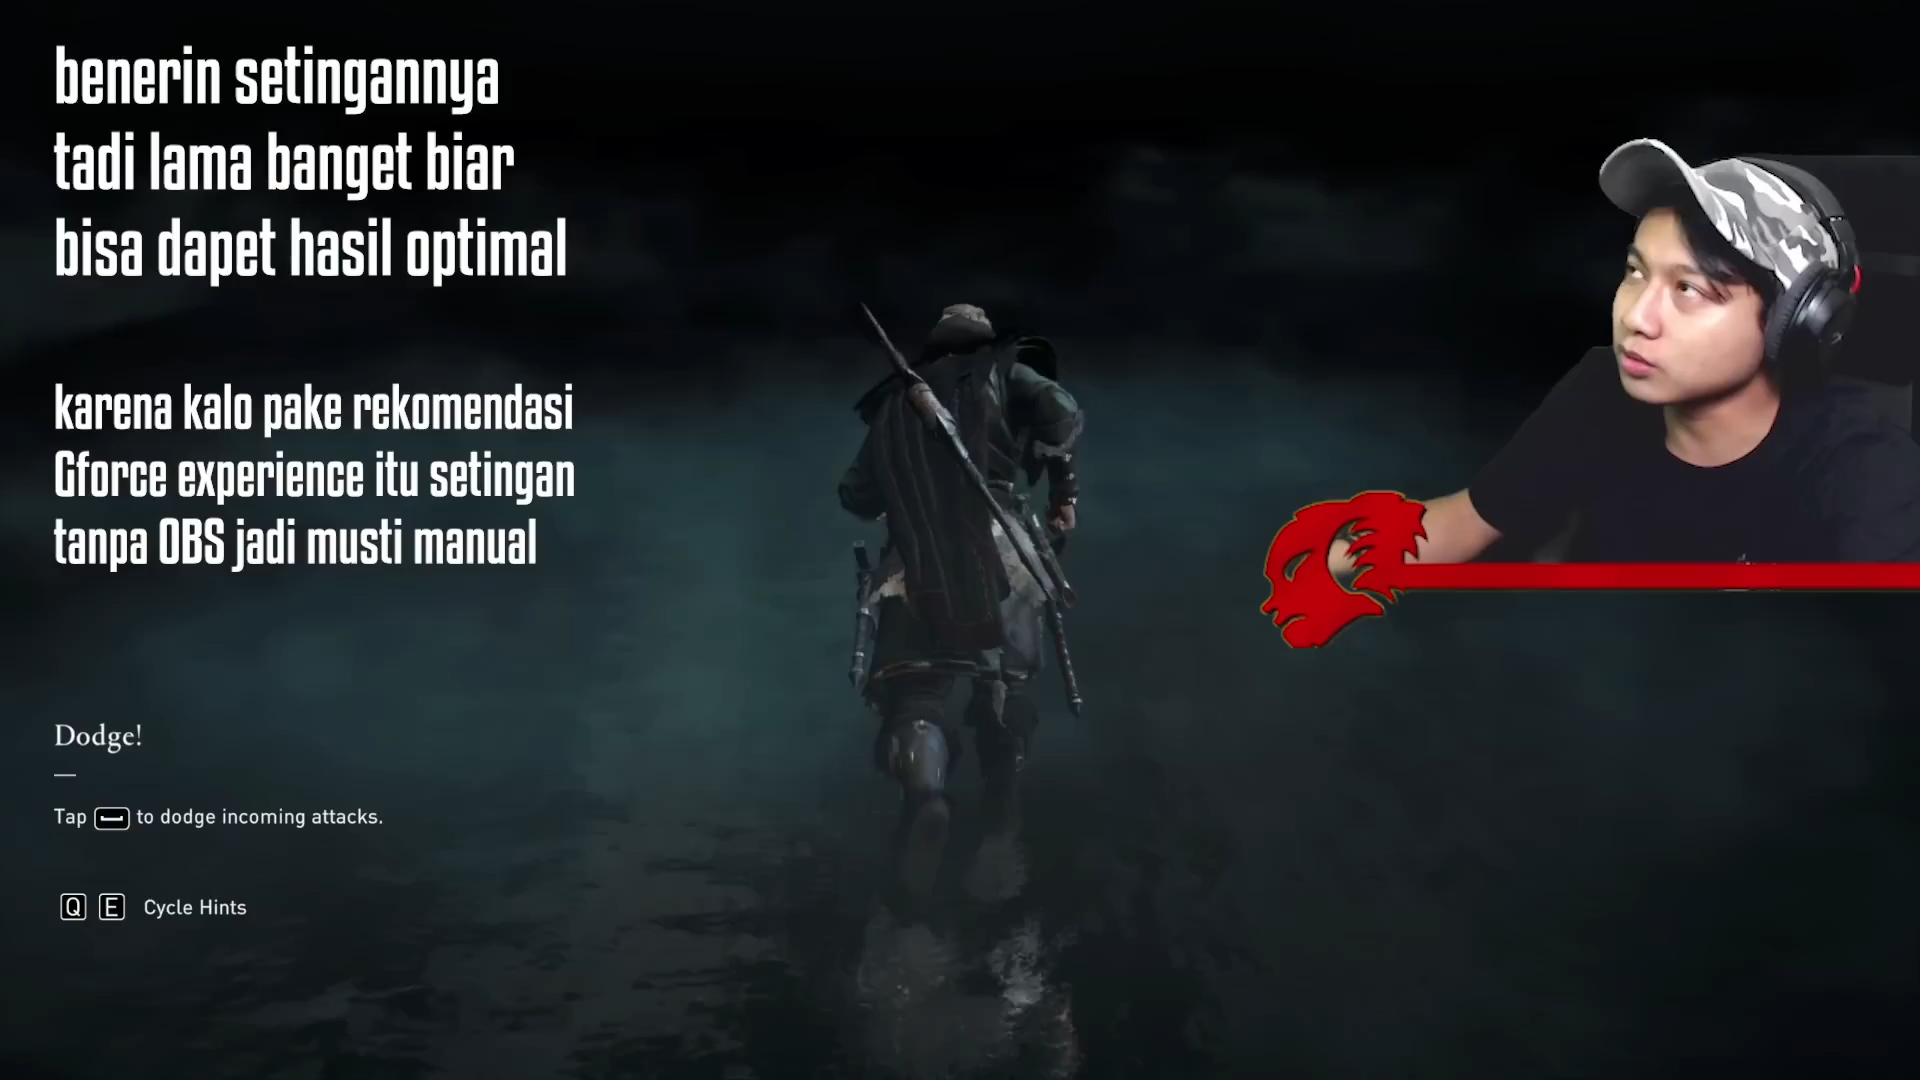 benerin setingannya
tadi lama banget biar
bisa dapet hasil optimal
karena kalo pake rekomendasi
Gforce experience itu setingan
tanpa OBS jadi musti manual
Dodge!
Tap to dodge incoming attacks.
Q E Cycle Hints